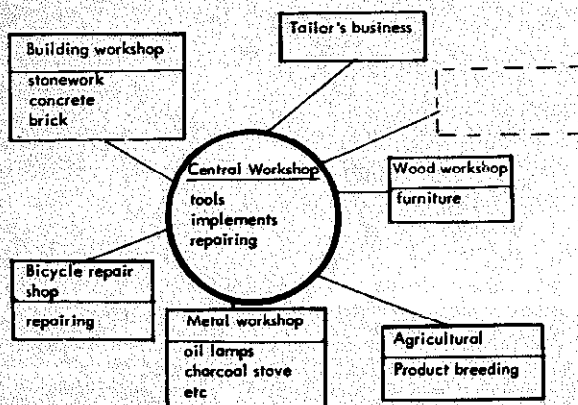 Building workshop
stonework
concrete
brick
Tailor's business
Central Workshop
tools
implements
repairing
Wood workshop
furniture
Bicycle repair
shop
repairing
Metal workshop
oil lamps
charcoal stove
etc
Agricultural
Product breeding